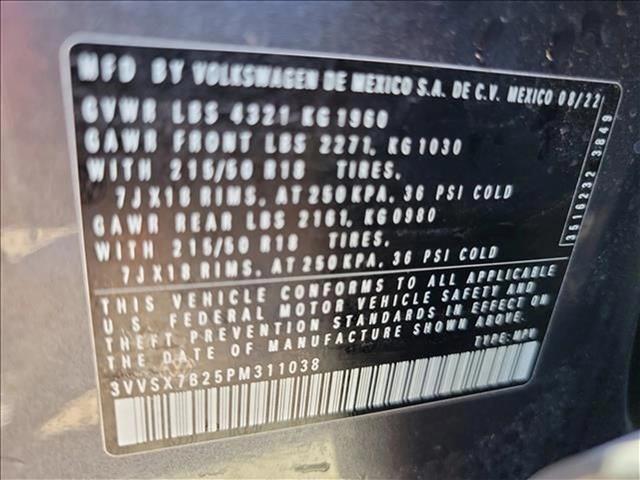 MFD BY VOLKSWAGEN DE MEXICO S.A. DE C.V. MEXICO 08/22
GVWR LBS 4321 KG 1960
GAWR FRONT LBS 2271, KG 1030
WITH 215/50 R18 TIRES,
7JX18 RIMS, AT 250 KPA, 36 PSI COLD
GAWR REAR LBS 2161, KG 0980
WITH 215/50 R18 TIRES,
7JX18 RIMS, AT 250 KPA, 36 PSI COLD
THIS VEHICLE CONFORMS TO ALL APPLICABLE
U.S. FEDERAL MOTOR VEHICLE SAFETY AND
THEFT PREVENTION STANDARDS IN EFFECT ON
THE DATE OF MANUFACTURE SHOWN ABOVE.
TYPE: MPV
3VVSX7B25PM311038
3516232 3849